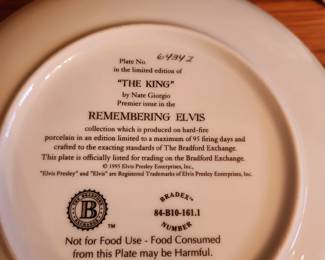 Plate No. 64342
in the limited edition of
"THE KING"
by Nate Giorgio
Premier issue in the
REMEMBERING ELVIS
collection which is produced on hard-fire
porcelain in an edition limited to a maximum of 95 firing days and
crafted to the exacting standards of The Bradford Exchange.
This plate is officially listed for trading on the Bradford Exchange.
© 1995 Elvis Presley Enterprises, Inc.
"Elvis Presley" and "Elvis" are Registered Trademarks of Elvis Presley Enterprises, Inc.
B
TM
BRADEX™
84-B10-161.1
NUMBER
Not for Food Use - Food Consumed
from this Plate may be Harmful.